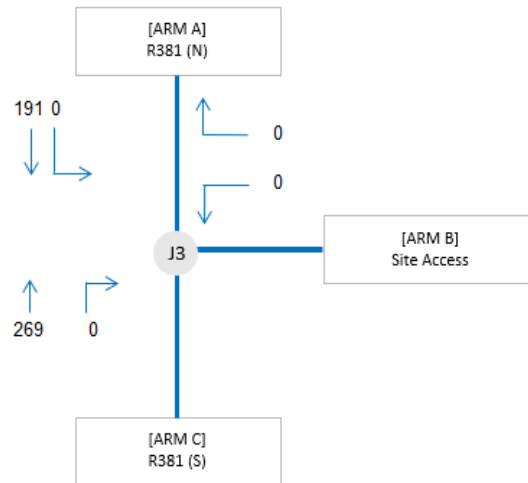 [ARM A]
R381 (N)
191 0
0
0
[ARM B]
Site Access
J3
269 0
[ARM C]
R381 (S)